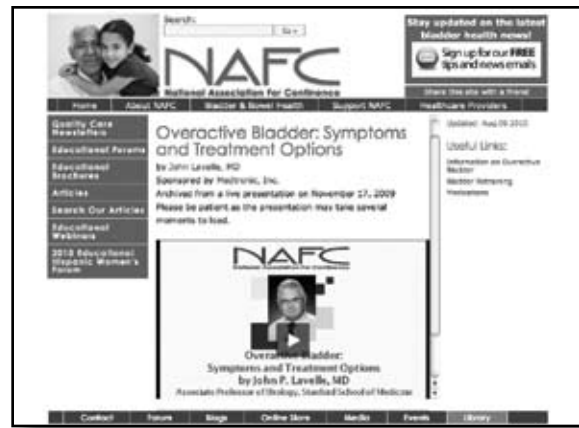 Search:
Go »
Stay updated on the latest
bladder health news!
Sign up for our FREE
tips and news emails
NAFC
National Association For Continence
Share this site with a friend
Home About NAFC Bladder & Bowel Health Support NAFC Healthcare Providers
Quality Care
Newsletters
Educational Forums
Educational
Brochures
Articles
Search Our Articles
Educational
Webinars
2010 Educational
Hispanic Women's
Forum
Overactive Bladder: Symptoms
and Treatment Options
by John Lavelle, MD
Sponsored by Medtronic, Inc.
Archived from a live presentation on November 17, 2009
Please be patient as the presentation may take several
moments to load.
NAFC
National Association For Continence
Overactive Bladder:
Symptoms and Treatment Options
by John P. Lavelle, MD
Associate Professor of Urology, Stanford School of Medicine
Updated: Aug 2010
Useful Links:
Information on Overactive
Bladder
Bladder Retraining
Medications
Contact Forum Blogs Online Store Media Events Library